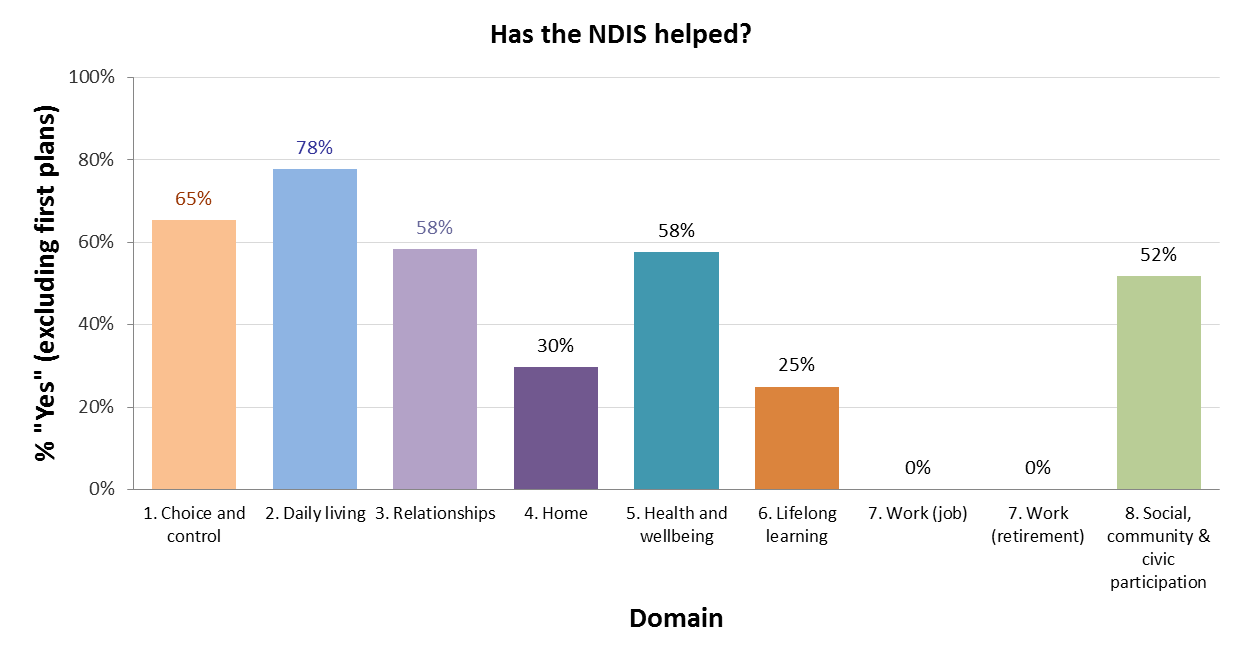 Has the NDIS helped?
% "Yes" (excluding first plans)
100%
80%
60%
40%
20%
0%
65%
78%
58%
30%
58%
25%
0%
0%
52%
1. Choice and
control
2. Daily living
3. Relationships
4. Home
5. Health and
wellbeing
6. Lifelong
learning
7. Work (job)
7. Work
(retirement)
8. Social,
community &
civic
participation
Domain